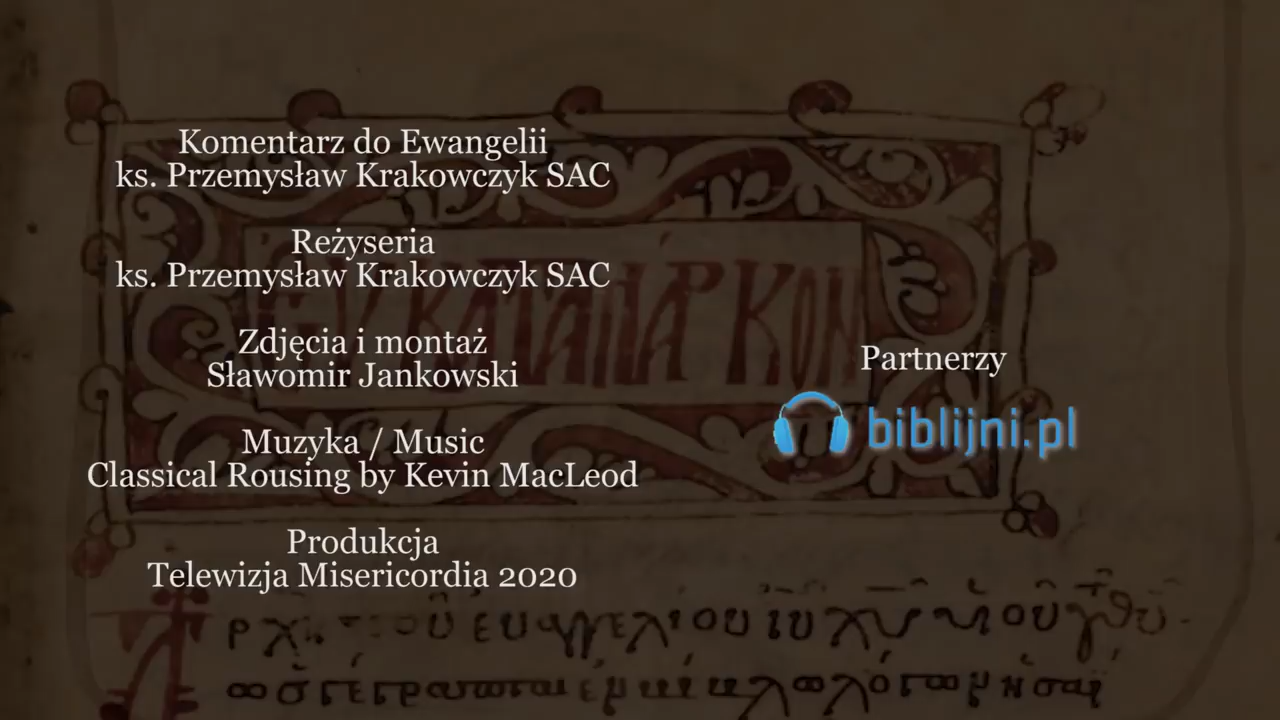 Komentarz do Ewangelii
ks. Przemysław Krakowczyk SAC
Reżyseria
ks. Przemysław Krakowczyk SAC
Zdjęcia i montaż
Sławomir Jankowski
Muzyka / Music
Classical Rousing by Kevin MacLeod
Produkcja
Telewizja Misericordia 2020
Partnerzy
biblijni.pl